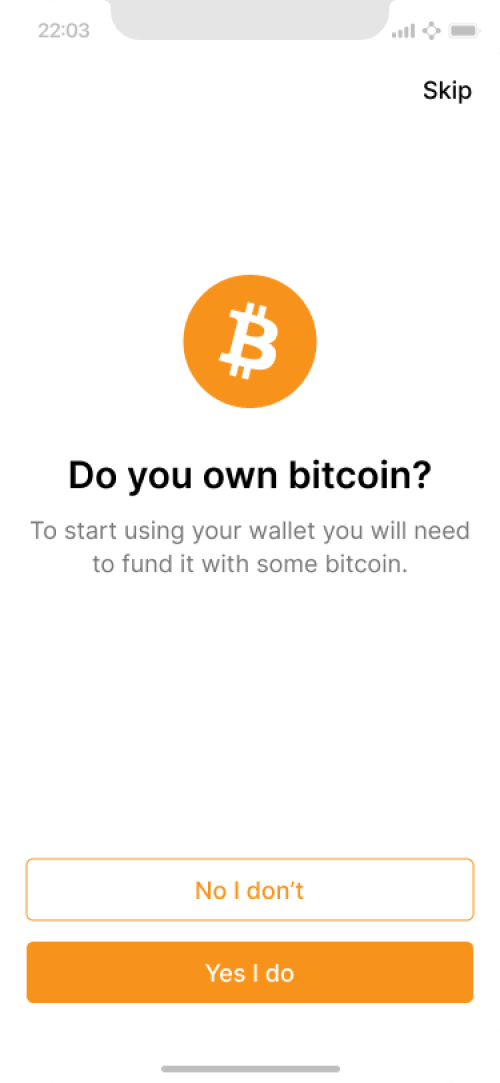 22:03
Skip
Do you own bitcoin?
To start using your wallet you will need
to fund it with some bitcoin.
No I don’t
Yes I do